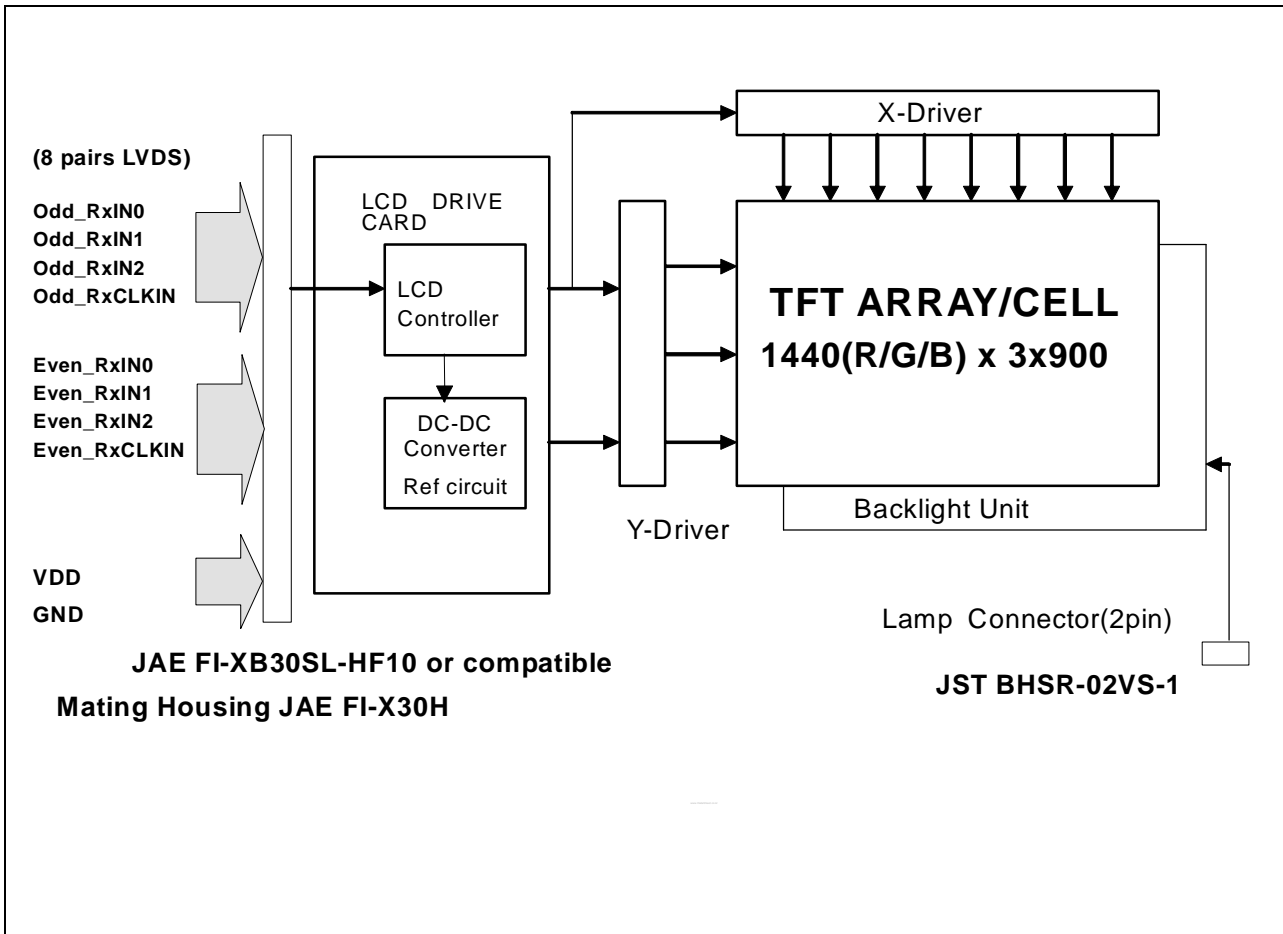 (8 pairs LVDS)
Odd_RxIN0
Odd_RxIN1
Odd_RxIN2
Odd_RxCLKIN
Even_RxIN0
Even_RxIN1
Even_RxIN2
Even_RxCLKIN
VDD
GND
LCD DRIVE
CARD
LCD
Controller
DC-DC
Converter
Ref circuit
X-Driver
Y-Driver
TFT ARRAY/CELL
1440(R/G/B) x 3x900
Backlight Unit
Lamp Connector(2pin)
JST BHSR-02VS-1
JAE FI-XB30SL-HF10 or compatible
Mating Housing JAE FI-X30H